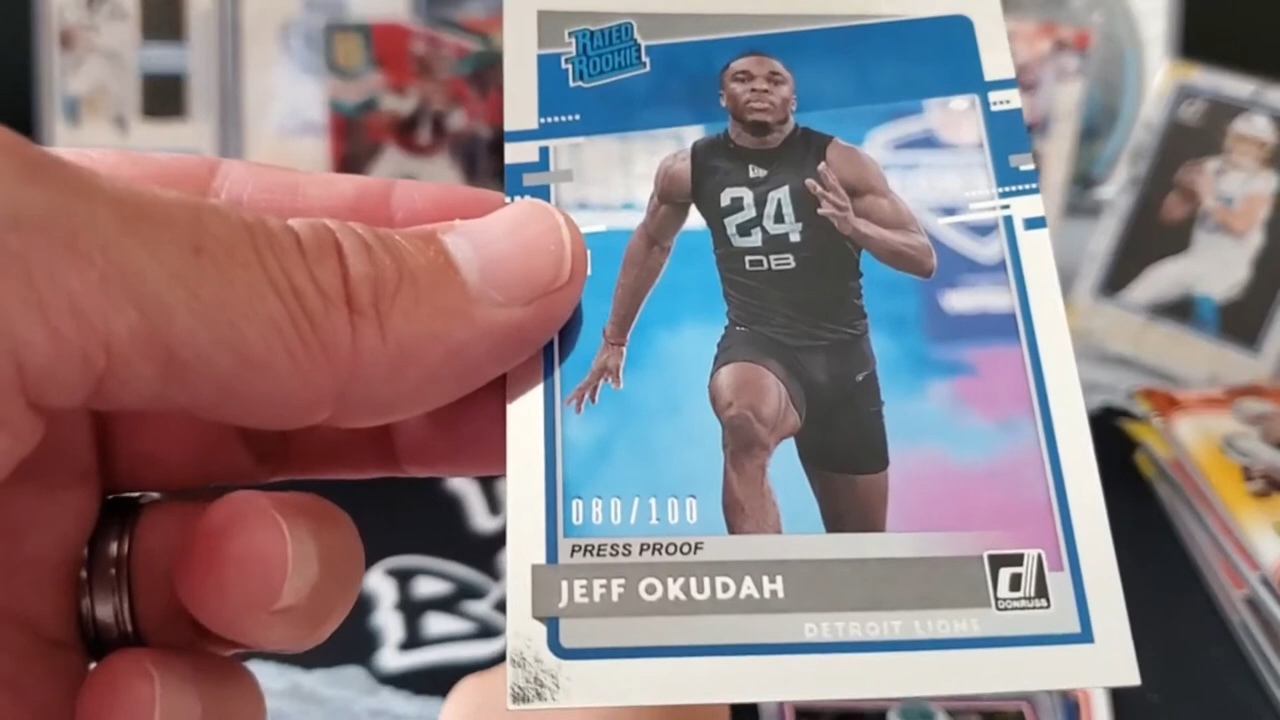 RATED
ROOKIE
24
DB
080/100
PRESS PROOF
JEFF OKUDAH
DONRUSS
DETROIT LIONS